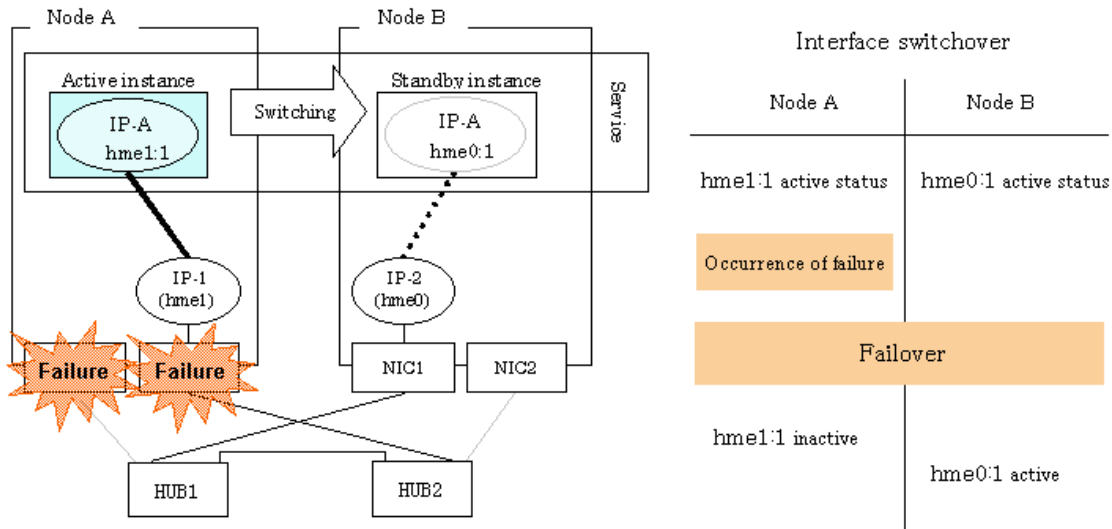 Node A
Node B
Active instance
Standby instance
Switching
Service
IP-A
hme1:1
IP-A
hme0:1
IP-1
(hme1)
IP-2
(hme0)
Failure
Failure
NIC1
NIC2
HUB1
HUB2
Interface switchover
Node A
Node B
hme1:1 active status
hme0:1 active status
Occurrence of failure
Failover
hme1:1 inactive
hme0:1 active